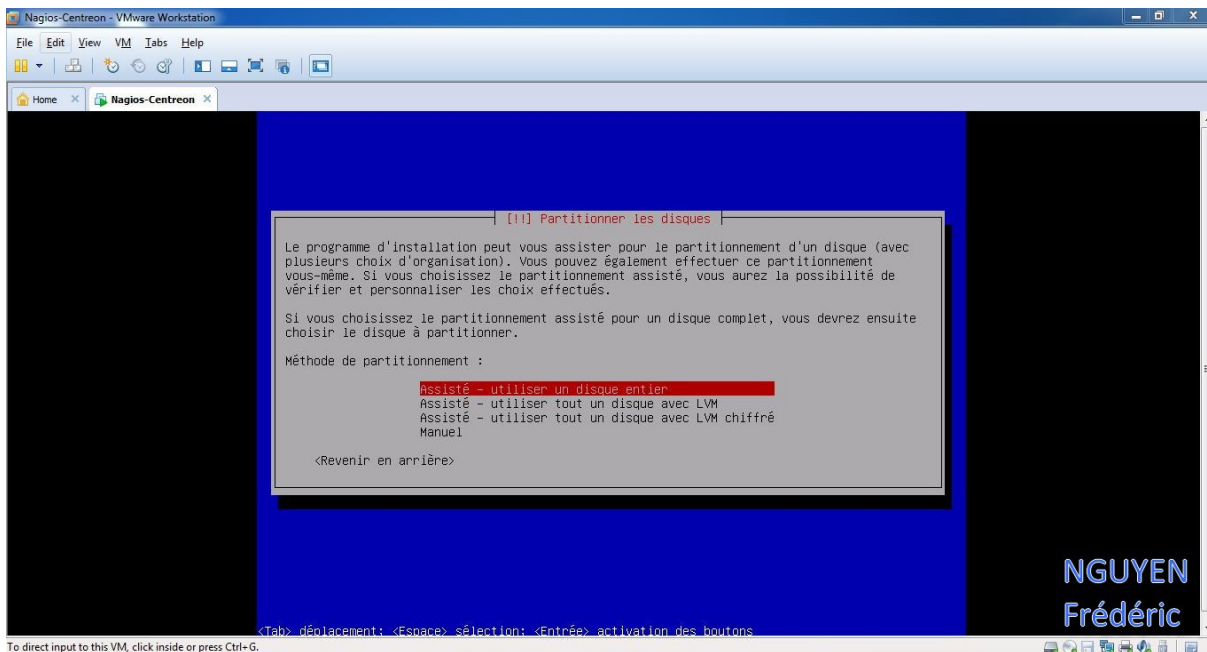 Nagios-Centreon - VMware Workstation
File Edit View VM Tabs Help
Home Nagios-Centreon
[!!] Partitionner les disques
Le programme d'installation peut vous assister pour le partitionnement d'un disque (avec
plusieurs choix d'organisation). Vous pouvez également effectuer ce partitionnement
vous-même. Si vous choisissez le partitionnement assisté, vous aurez la possibilité de
vérifier et personnaliser les choix effectués.
Si vous choisissez le partitionnement assisté pour un disque complet, vous devrez ensuite
choisir le disque à partitionner.
Méthode de partitionnement :
Assisté - utiliser un disque entier
Assisté - utiliser tout un disque avec LVM
Assisté - utiliser tout un disque avec LVM chiffré
Manuel
<Revenir en arrière>
NGUYEN
Frédéric
<Tab> déplacement; <Espace> sélection; <Entrée> activation des boutons
To direct input to this VM, click inside or press Ctrl+G.